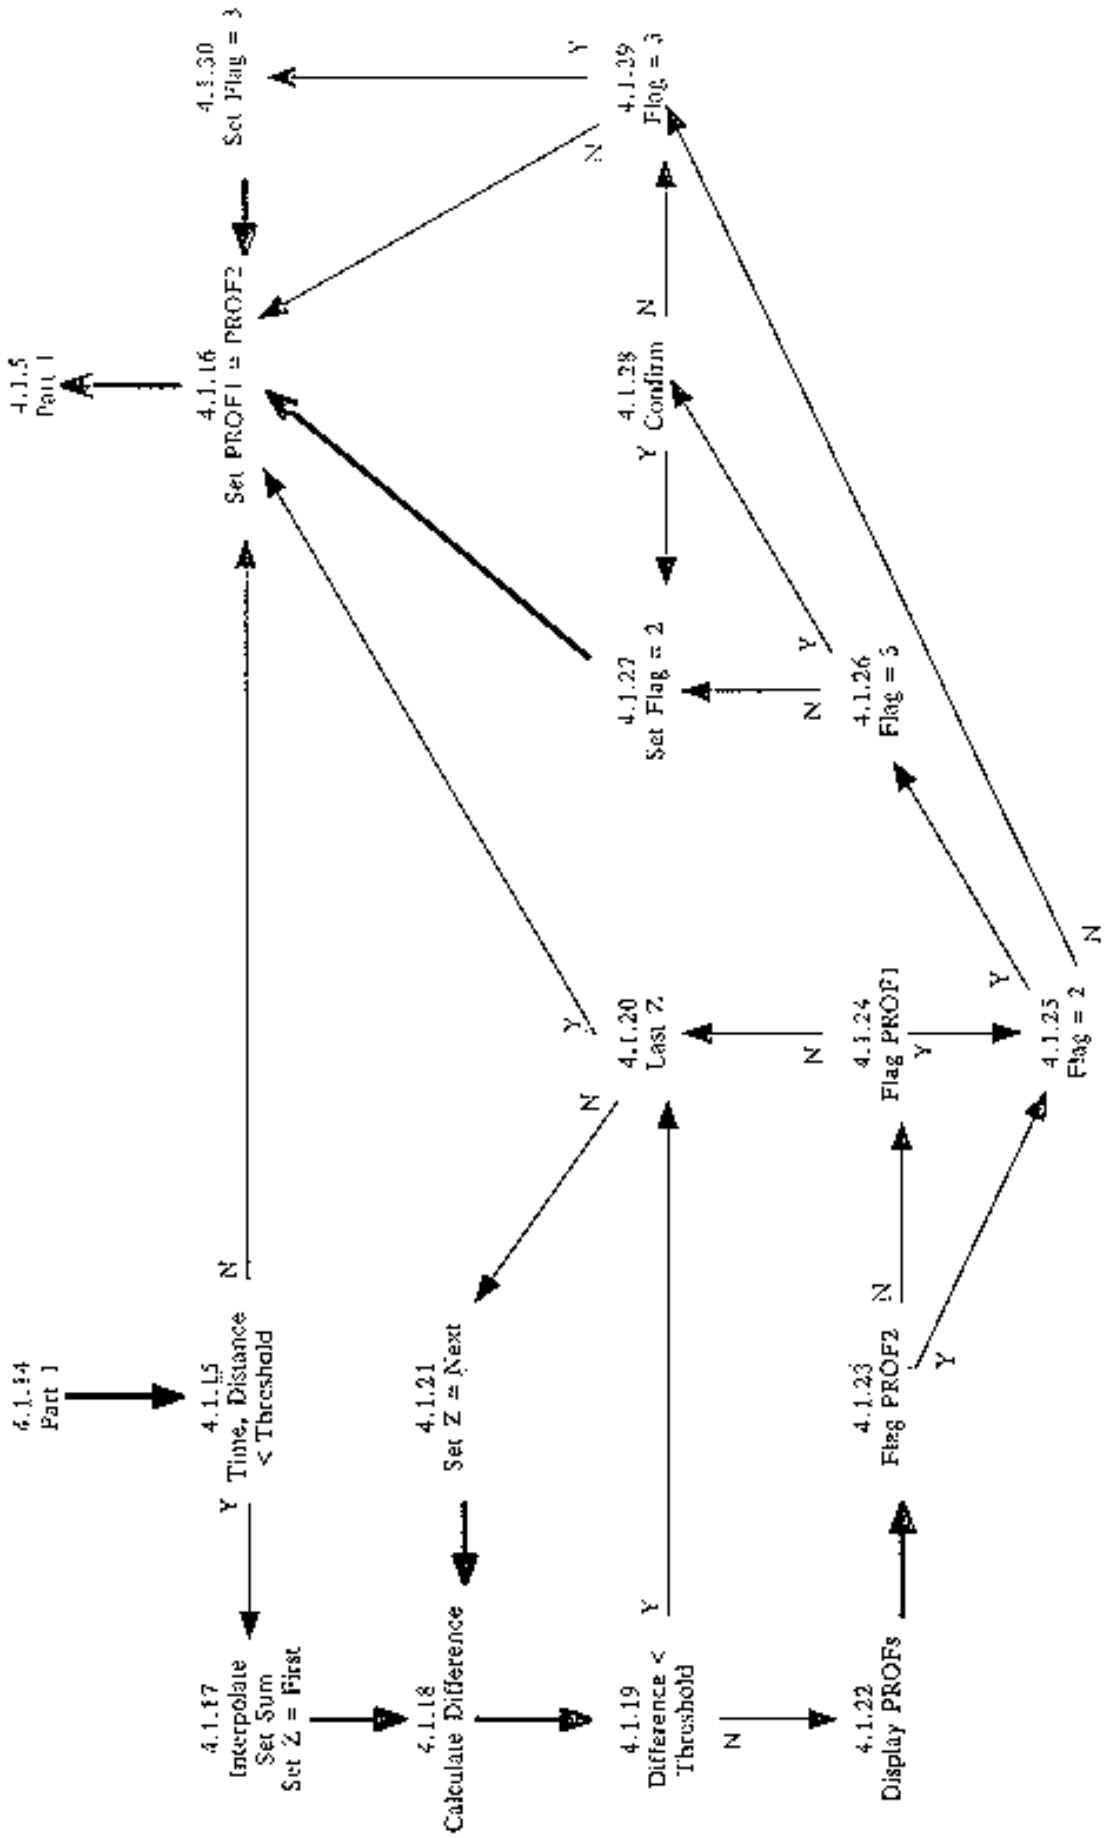 4.1.14
Part 1
4.1.5
Part 1
4.1.17
Interpolate
Set Sum
Set Z = First
Y
4.1.15
Time, Distance
< Threshold
N
4.1.16
Set PROF1 = PROF2
4.1.30
Set Flag = 3
4.1.18
Calculate Difference
4.1.21
Set Z = Next
N
Y
N
Y
4.1.19
Difference <
Threshold
Y
4.1.20
Last Z
4.1.27
Set Flag = 2
Y
4.1.28
Confirm
N
4.1.29
Flag = 3
N
N
N
Y
4.1.22
Display PROFs
4.1.23
Flag PROF2
N
Y
4.1.24
Flag PROF1
Y
4.1.26
Flag = 3
Y
4.1.25
Flag = 2
N